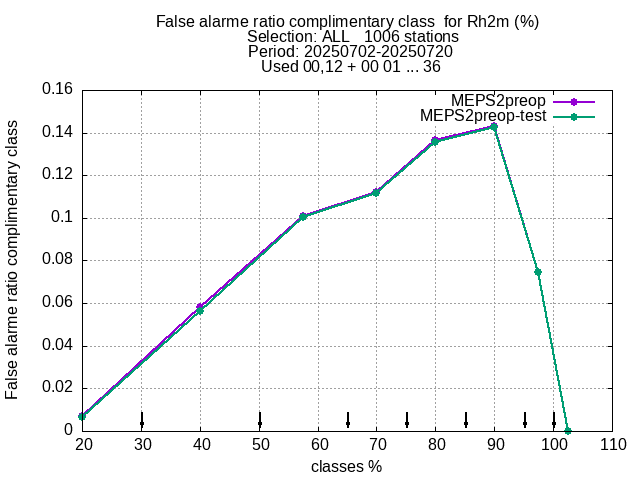 False alarme ratio complimentary class  for Rh2m (%)
Selection: ALL   1006 stations
Period: 20250702-20250720
Used 00,12 + 00 01 ... 36
MEPS2preop
MEPS2preop-test
False alarme ratio complimentary class
0.16
0.14
0.12
0.1
0.08
0.06
0.04
0.02
0
20 30 40 50 60 70 80 90 100 110
classes %